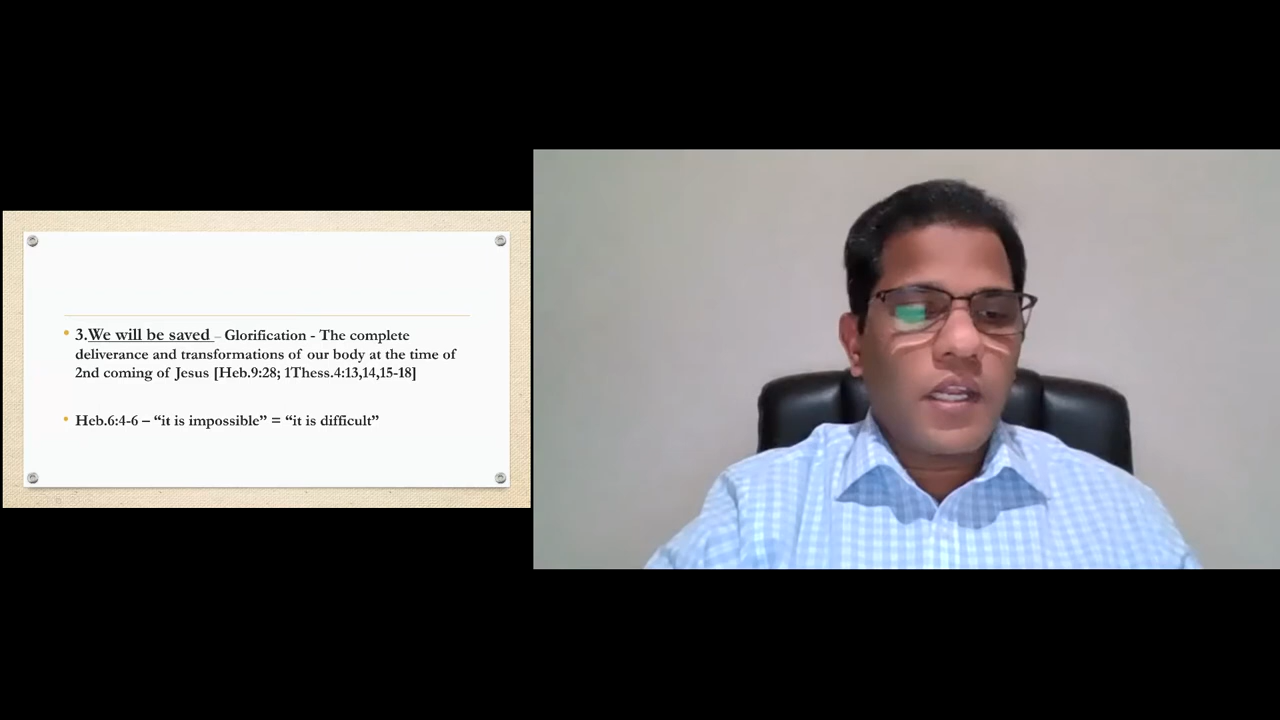 3.We will be saved – Glorification - The complete
deliverance and transformations of our body at the time of
2nd coming of Jesus [Heb.9:28; 1Thess.4:13,14,15-18]
Heb.6:4-6 – “it is impossible” = “it is difficult”